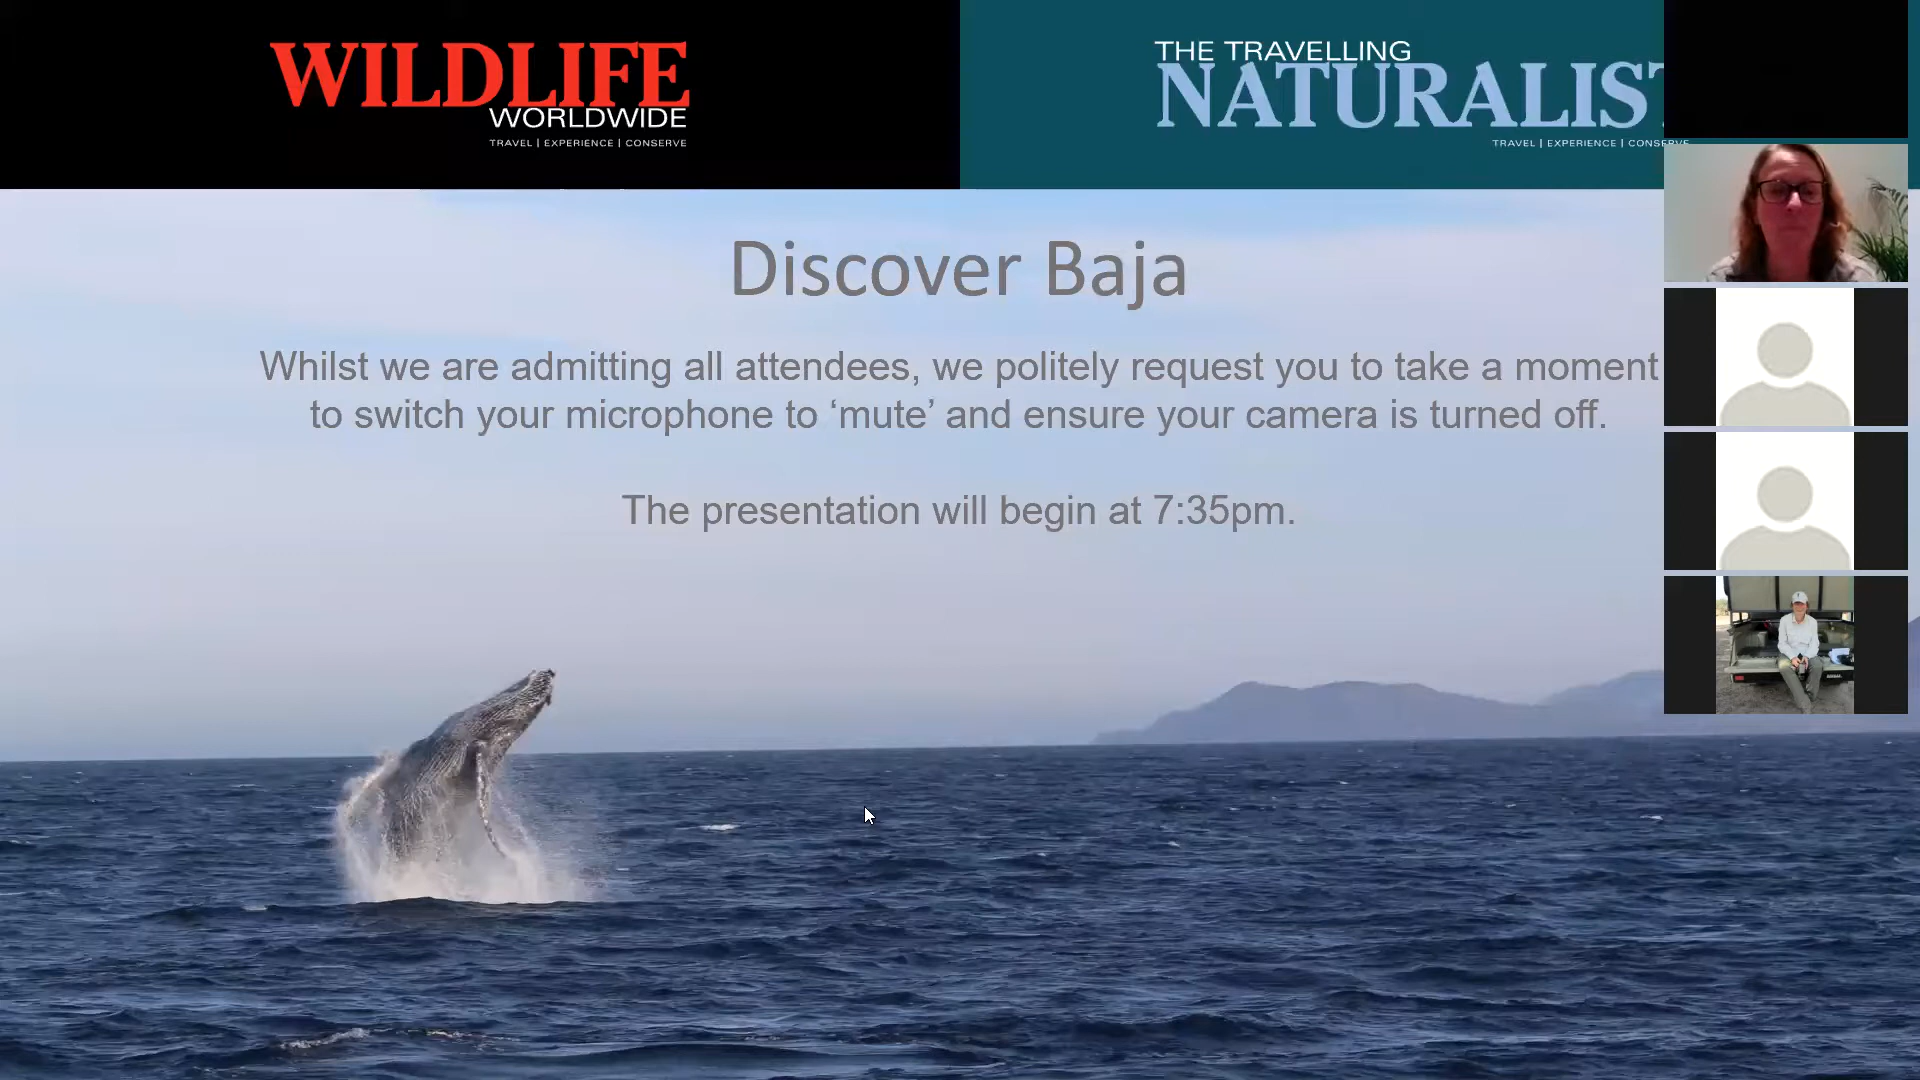 WILDLIFE
WORLDWIDE
TRAVEL | EXPERIENCE | CONSERVE
THE TRAVELLING
NATURALIST
TRAVEL | EXPERIENCE | CONSERVE
Discover Baja
Whilst we are admitting all attendees, we politely request you to take a moment
to switch your microphone to ‘mute’ and ensure your camera is turned off.
The presentation will begin at 7:35pm.